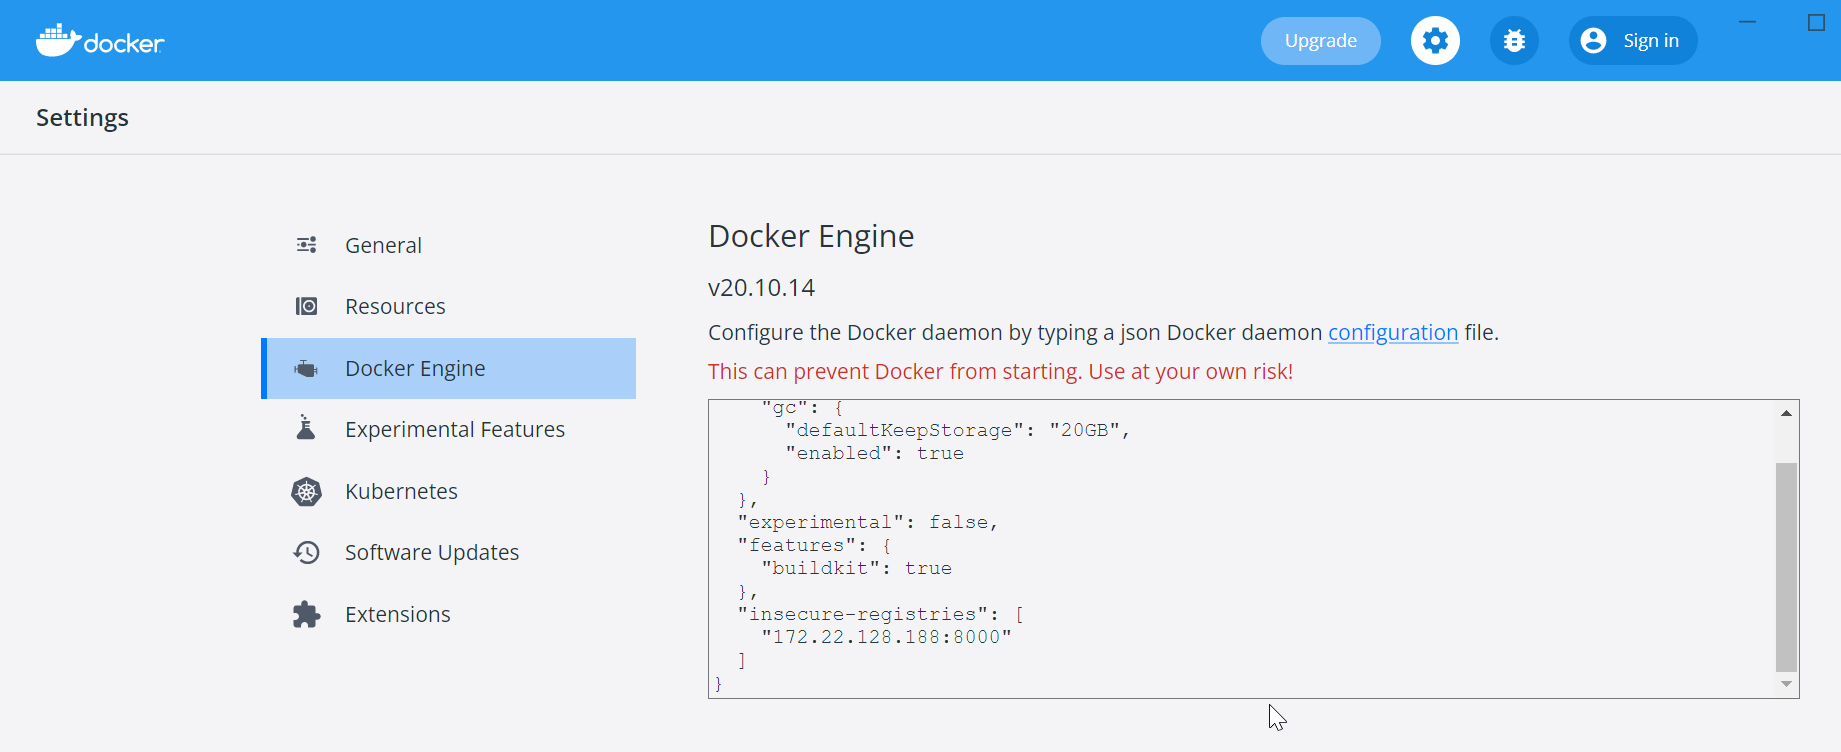 docker
Upgrade
Sign in
Settings
General
Resources
Docker Engine
Experimental Features
Kubernetes
Software Updates
Extensions
Docker Engine
v20.10.14
Configure the Docker daemon by typing a json Docker daemon configuration file.
This can prevent Docker from starting. Use at your own risk!
"gc": {
"defaultKeepStorage": "20GB",
"enabled": true
}
},
"experimental": false,
"features": {
"buildkit": true
},
"insecure-registries": [
"172.22.128.188:8000"
]
}